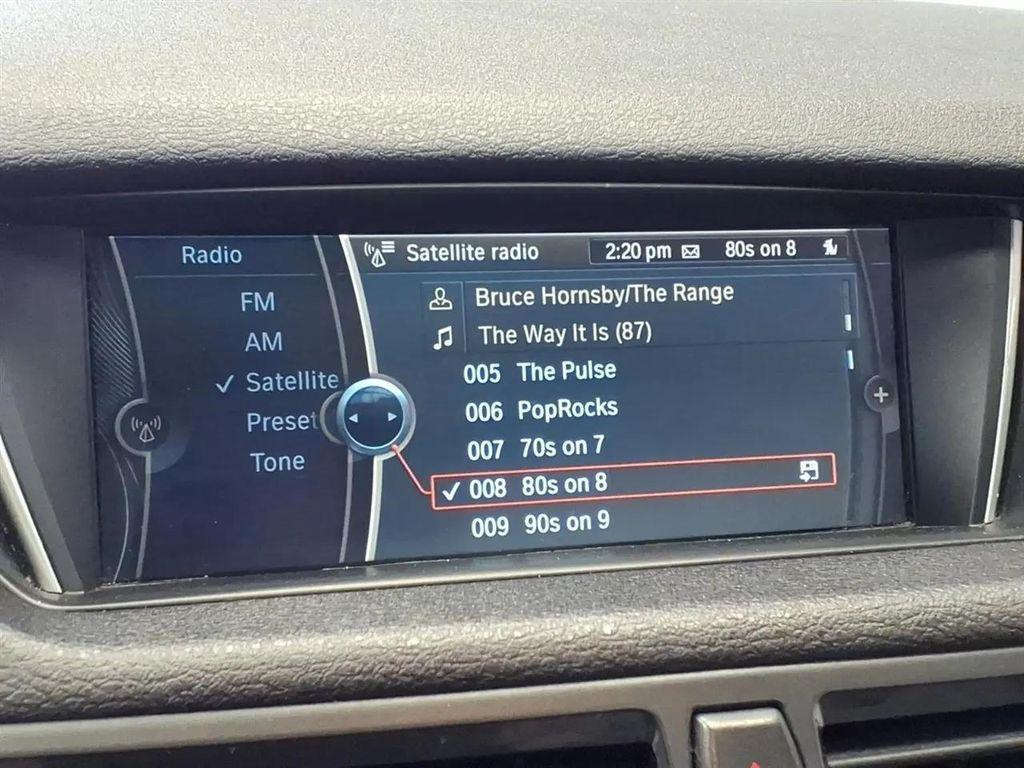 Radio
FM
AM
✓ Satellite
Preset
Tone
Satellite radio 2:20 pm 80s on 8
Bruce Hornsby/The Range
The Way It Is (87)
005 The Pulse
006 PopRocks
007 70s on 7
✓ 008 80s on 8
009 90s on 9